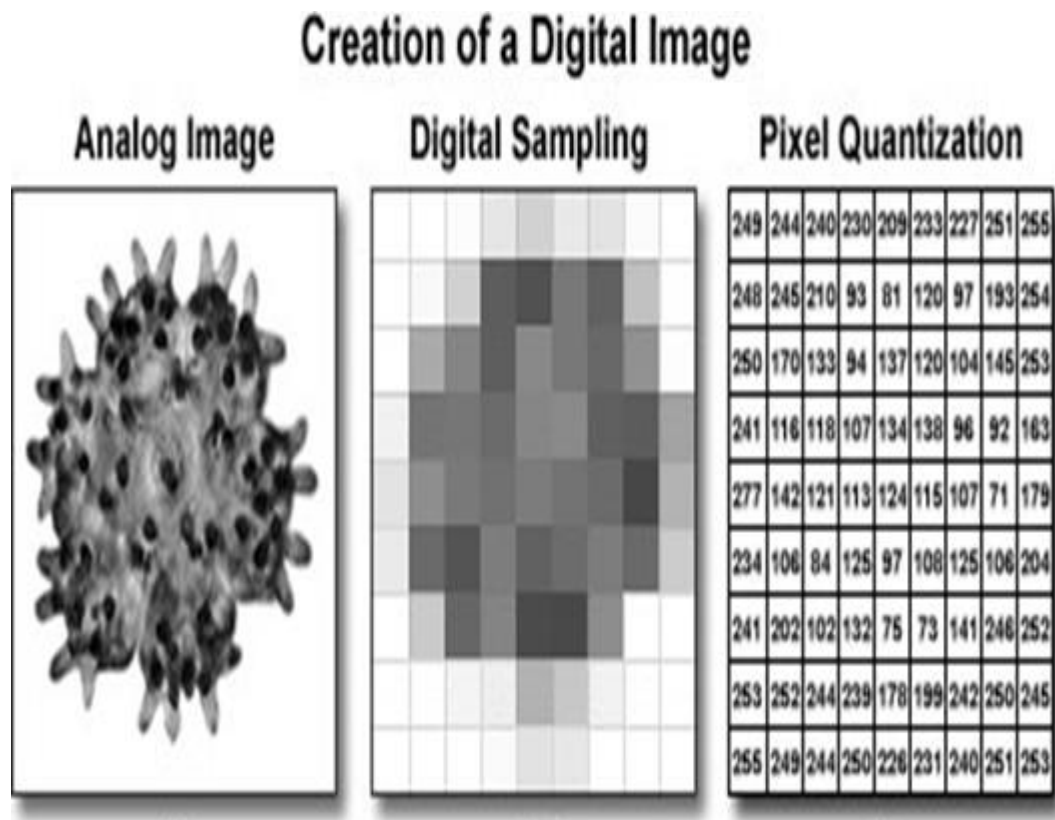 Creation of a Digital Image
Analog Image
Digital Sampling
Pixel Quantization
249 244 240 230 209 233 227 251 255
248 245 210 93 81 120 97 193 254
250 170 133 94 137 120 104 145 253
241 116 118 107 134 138 96 92 163
277 142 121 113 124 115 107 71 179
234 106 84 125 97 108 125 106 204
241 202 102 132 75 73 141 246 252
253 252 244 239 178 199 242 250 245
255 249 244 250 226 231 240 251 253